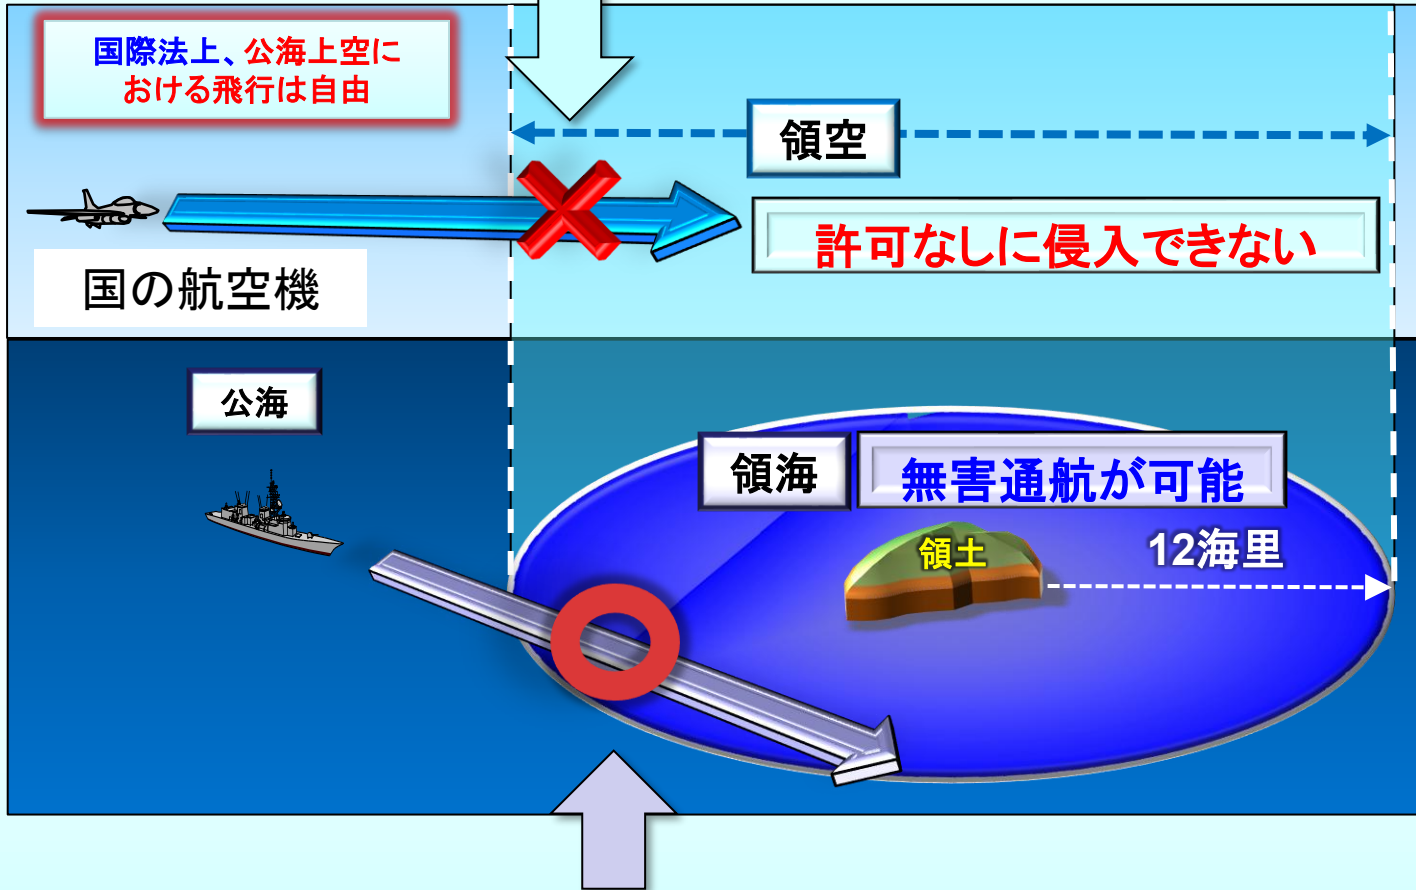 国際法上、公海上空に
おける飛行は自由
領空
許可なしに侵入できない
国の航空機
公海
領海
無害通航が可能
領土
12海里